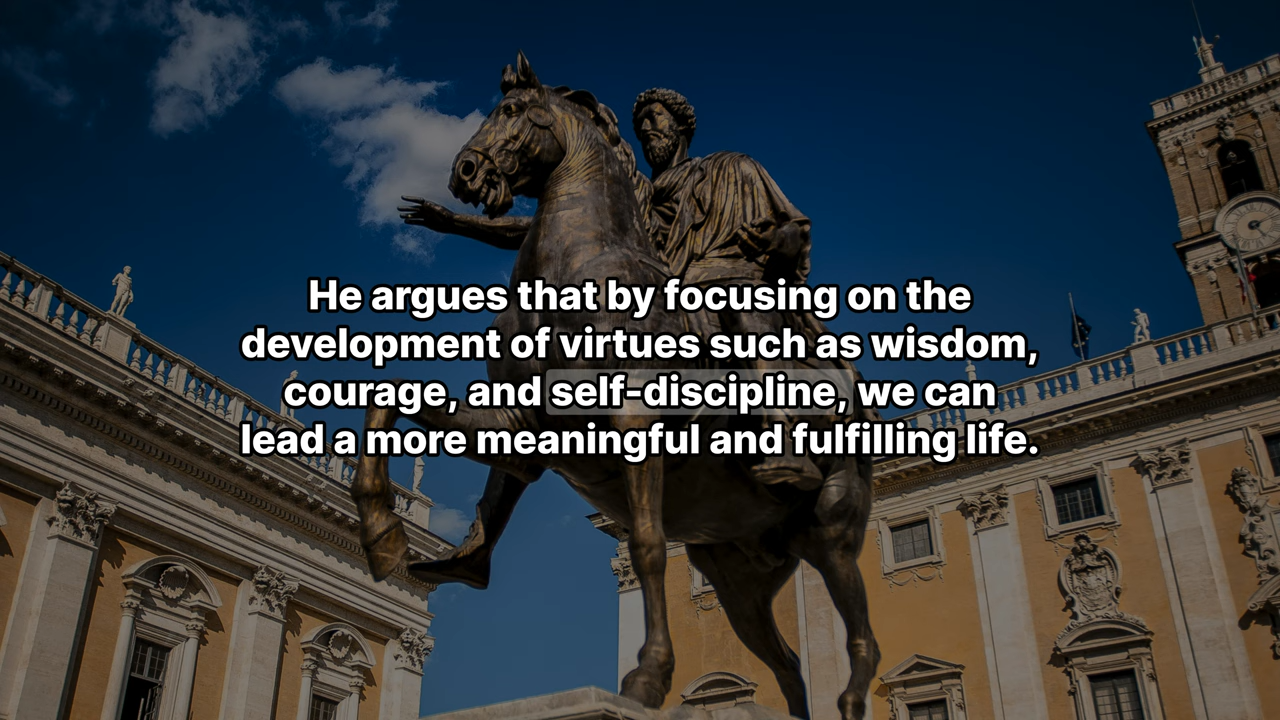 He argues that by focusing on the
development of virtues such as wisdom,
courage, and self-discipline, we can
lead a more meaningful and fulfilling life.